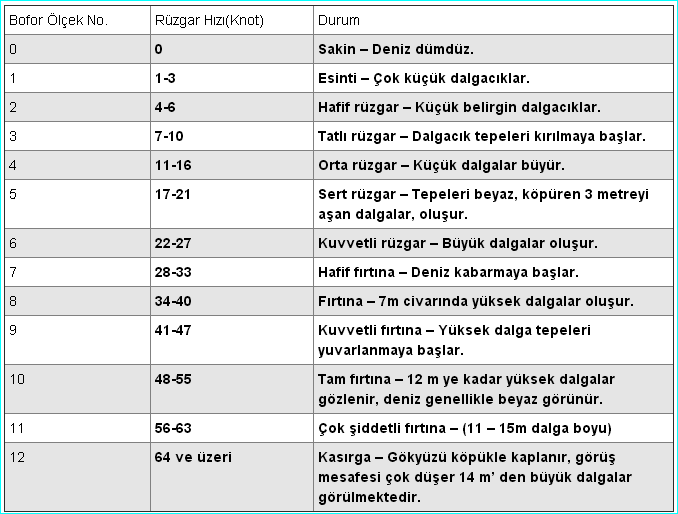 Bofor Ölçek No. Rüzgar Hızı(Knot) Durum
0 0 Sakin – Deniz dümdüz.
1 1-3 Esinti – Çok küçük dalgacıklar.
2 4-6 Hafif rüzgar – Küçük belirgin dalgacıklar.
3 7-10 Tatlı rüzgar – Dalgacık tepeleri kırılmaya başlar.
4 11-16 Orta rüzgar – Küçük dalgalar büyür.
5 17-21 Sert rüzgar – Tepeleri beyaz, köpüren 3 metreyi
aşan dalgalar, oluşur.
6 22-27 Kuvvetli rüzgar – Büyük dalgalar oluşur.
7 28-33 Hafif fırtına – Deniz kabarmaya başlar.
8 34-40 Fırtına – 7m civarında yüksek dalgalar oluşur.
9 41-47 Kuvvetli fırtına – Yüksek dalga tepeleri
yuvarlanmaya başlar.
10 48-55 Tam fırtına – 12 m ye kadar yüksek dalgalar
gözlenir, deniz genellikle beyaz görünür.
11 56-63 Çok şiddetli fırtına – (11 – 15m dalga boyu)
12 64 ve üzeri Kasırga – Gökyüzü köpükle kaplanır, görüş
mesafesi çok düşer 14 m’ den büyük dalgalar
görülmektedir.